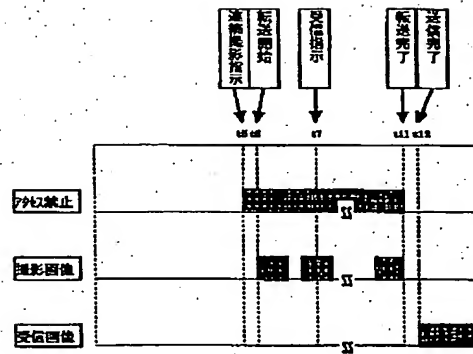 連続撮影指示
転送開始
受信指示
転送完了
送信完了
t5 t6 t7 t11 t12
アクセス禁止
撮影画像
受信画像